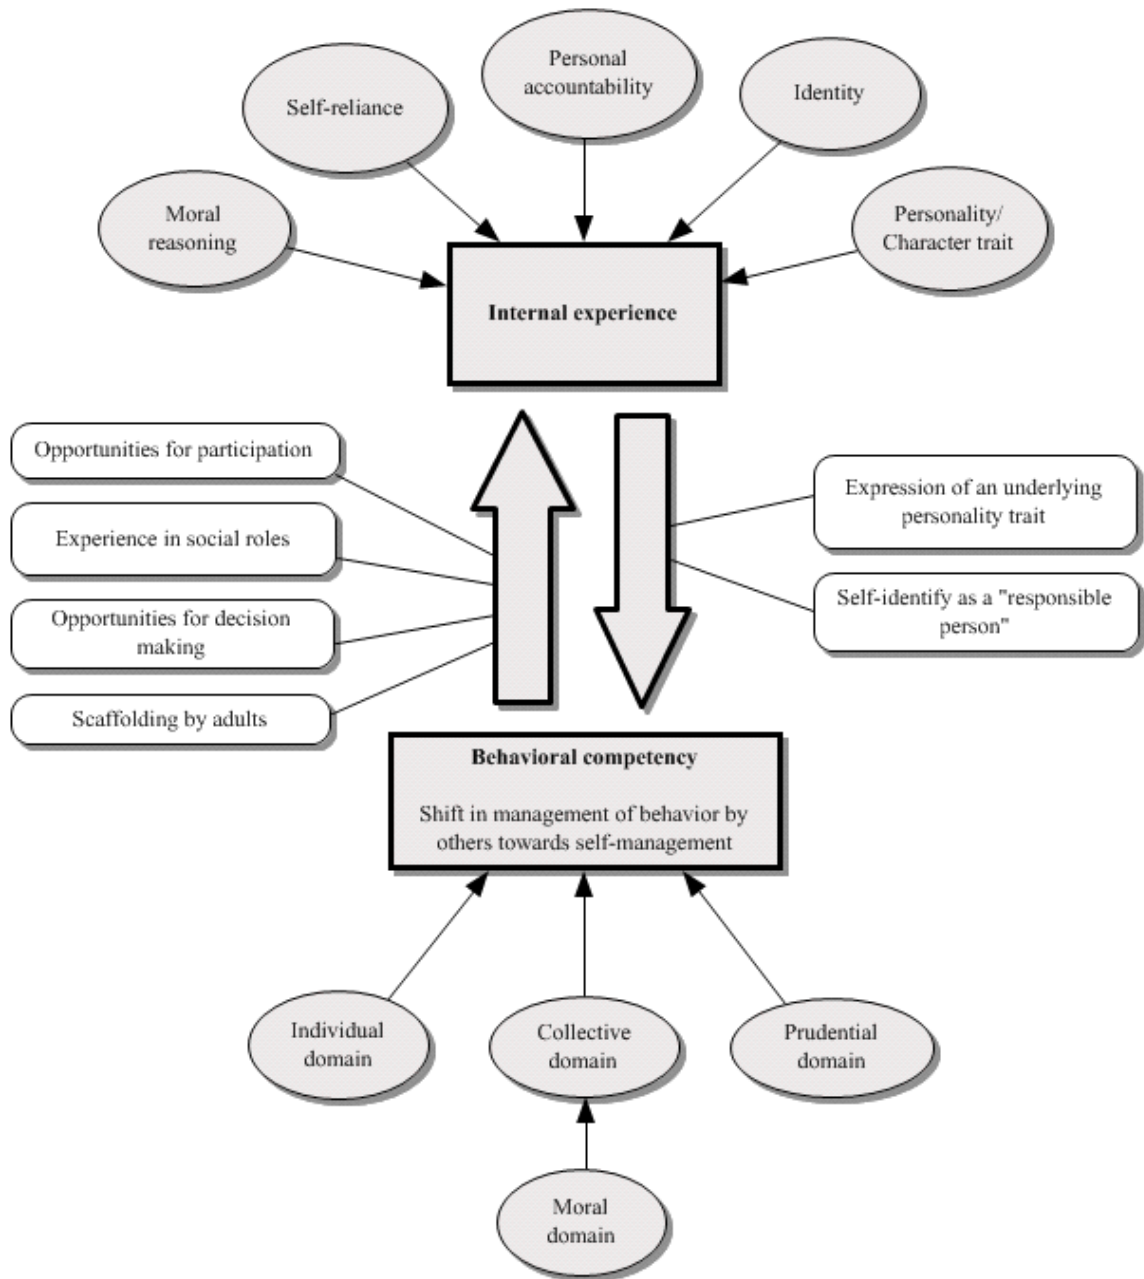 Personal
accountability
Self-reliance
Identity
Moral
reasoning
Personality/
Character trait
Internal experience
Opportunities for participation
Experience in social roles
Opportunities for decision
making
Scaffolding by adults
Expression of an underlying
personality trait
Self-identify as a "responsible
person"
Behavioral competency
Shift in management of behavior by
others towards self-management
Individual
domain
Collective
domain
Prudential
domain
Moral
domain